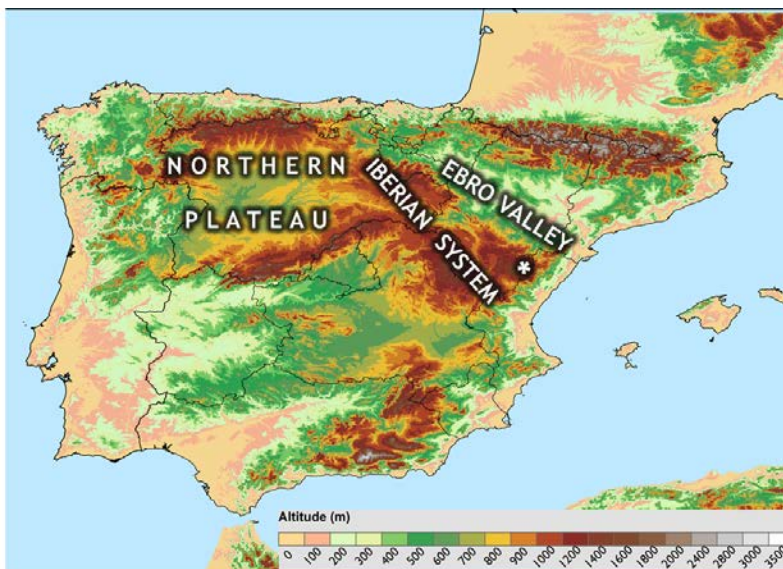 NORTHERN
PLATEAU
IBERIAN SYSTEM
EBRO VALLEY
*
Altitude (m)
0 100 200 300 400 500 600 700 800 900 1000 1200 1400 1600 1800 2000 2400 2800 3000 3500